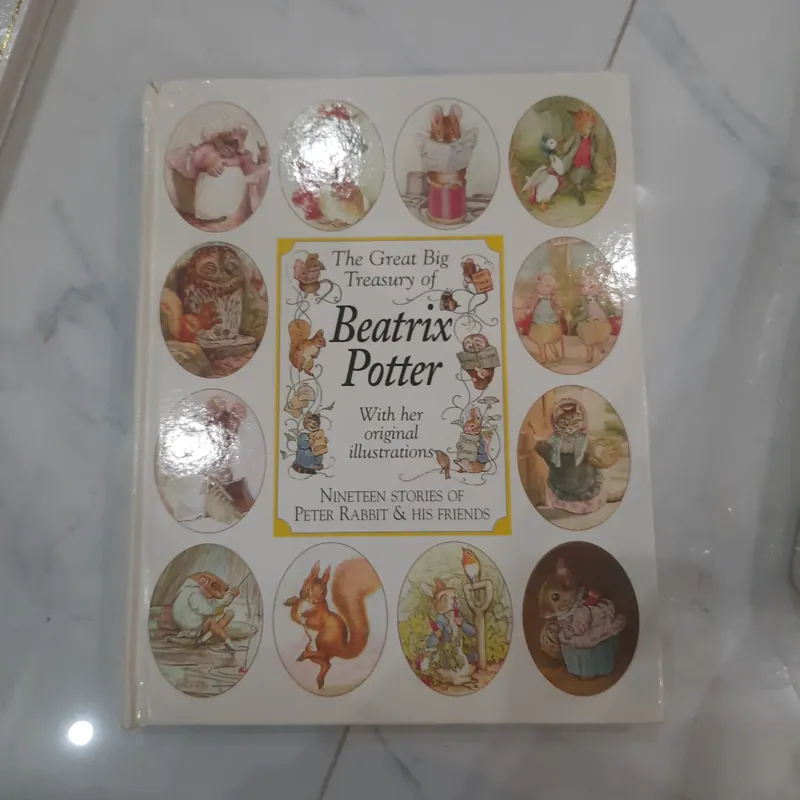 The Great Big
Treasury of
Beatrix
Potter
With her
original
illustrations
NINETEEN STORIES OF
PETER RABBIT & HIS FRIENDS